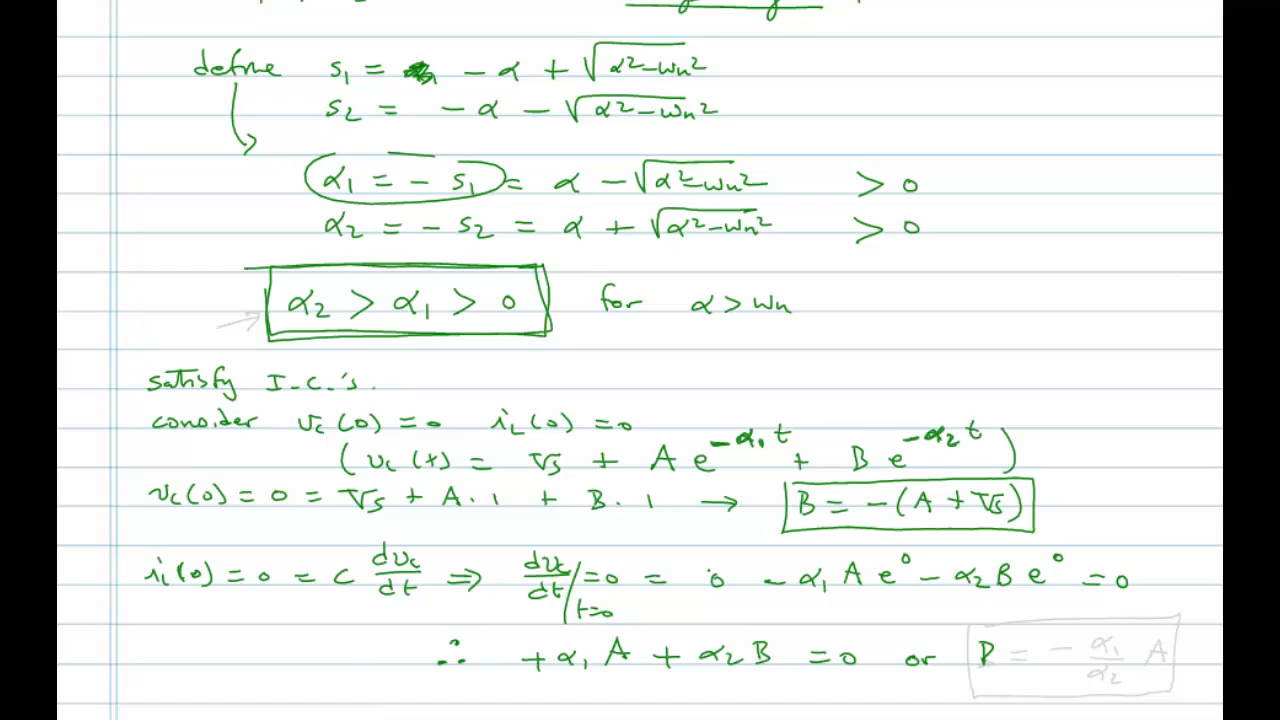 define s₁ = - α + √(α²-ωn²)
s₂ = - α - √(α²-ωn²)
α₁ = - s₁ = α - √(α²-ωn²) > 0
α₂ = - s₂ = α + √(α²-ωn²) > 0
α₂ > α₁ > 0 for α > ωn
satisfy I.C.'s.
consider vc(0) = 0 iL(0) = 0
(vc(t) = Vs + A e^(-α₁t) + B e^(-α₂t))
vc(0) = 0 = Vs + A·1 + B·1 → B = -(A + Vs)
iL(0) = 0 = C dvc/dt ⇒ dvc/dt|t=0 = 0 = 0 - α₁ A e⁰ - α₂ B e⁰ = 0
∴ + α₁ A + α₂ B = 0 or B = - α₁/α₂ A